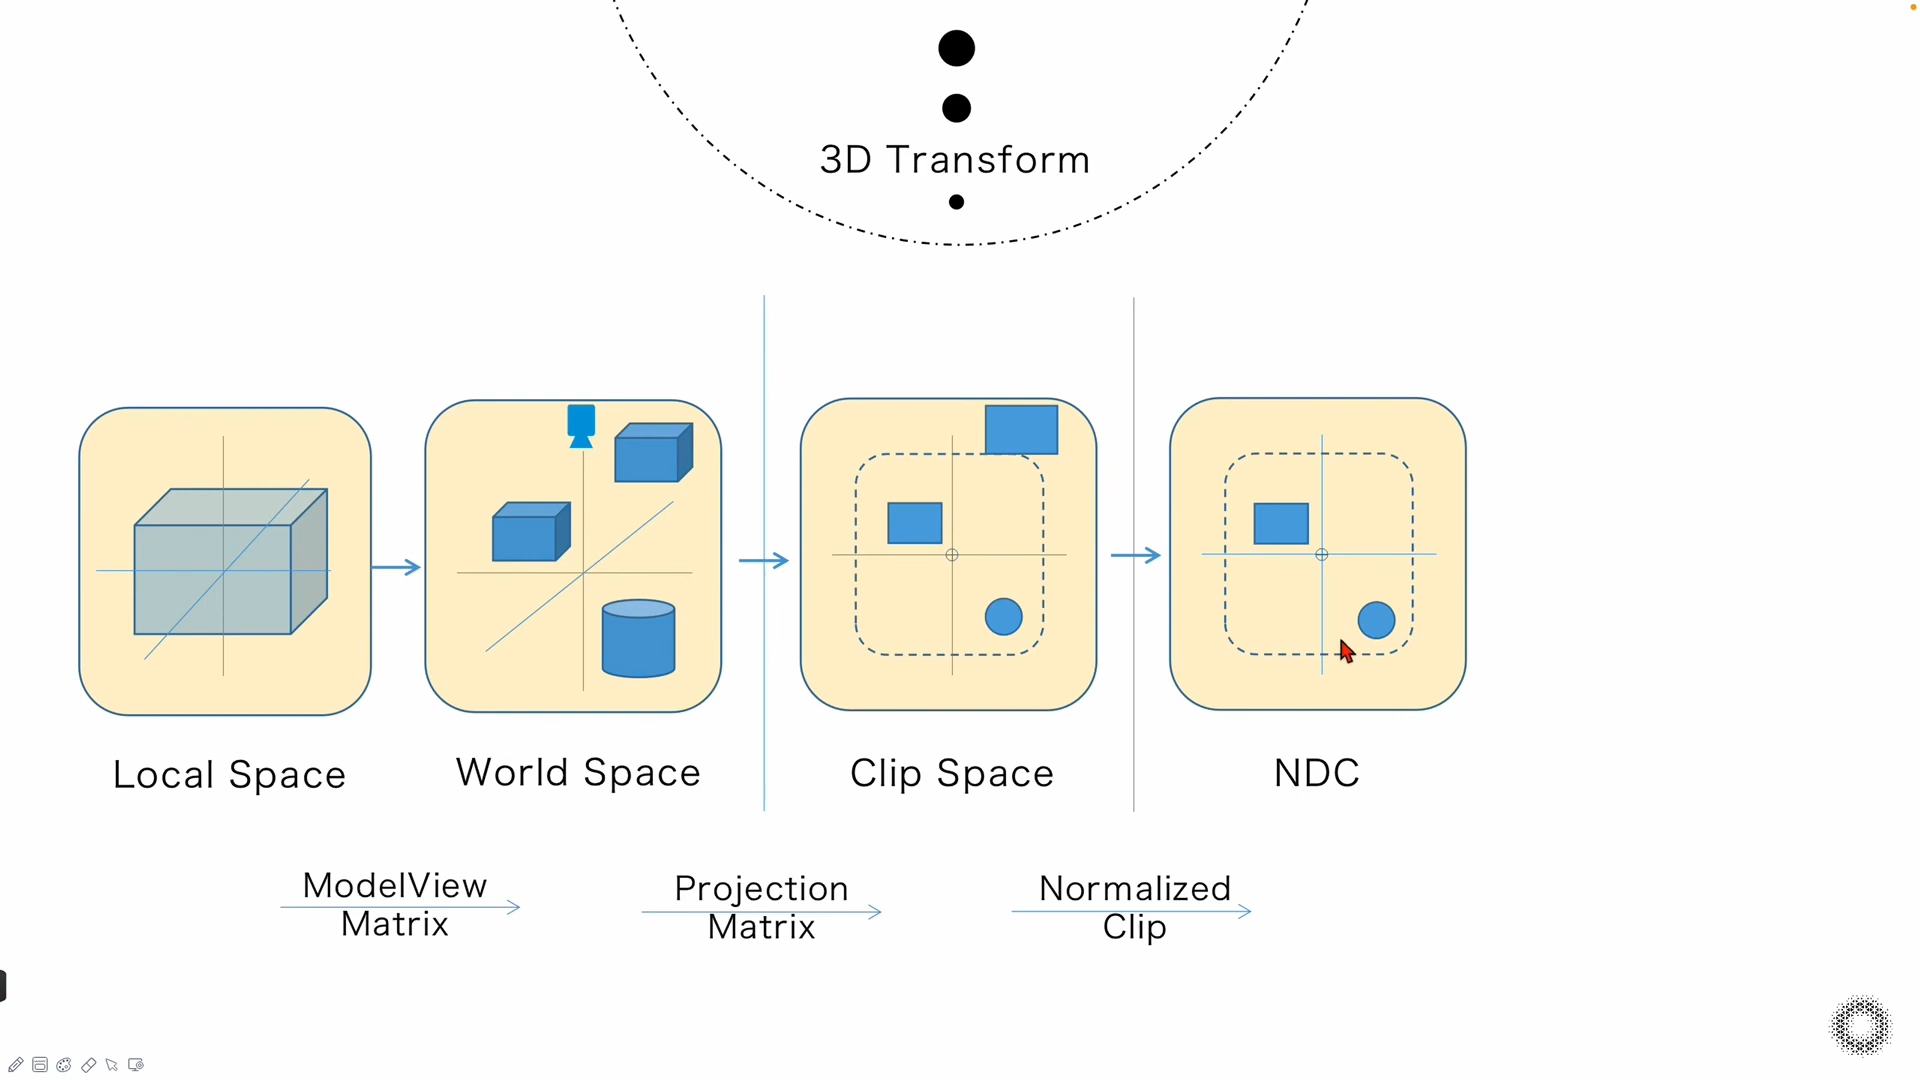 3D Transform
Local Space
World Space
Clip Space
NDC
ModelView
Matrix
Projection
Matrix
Normalized
Clip